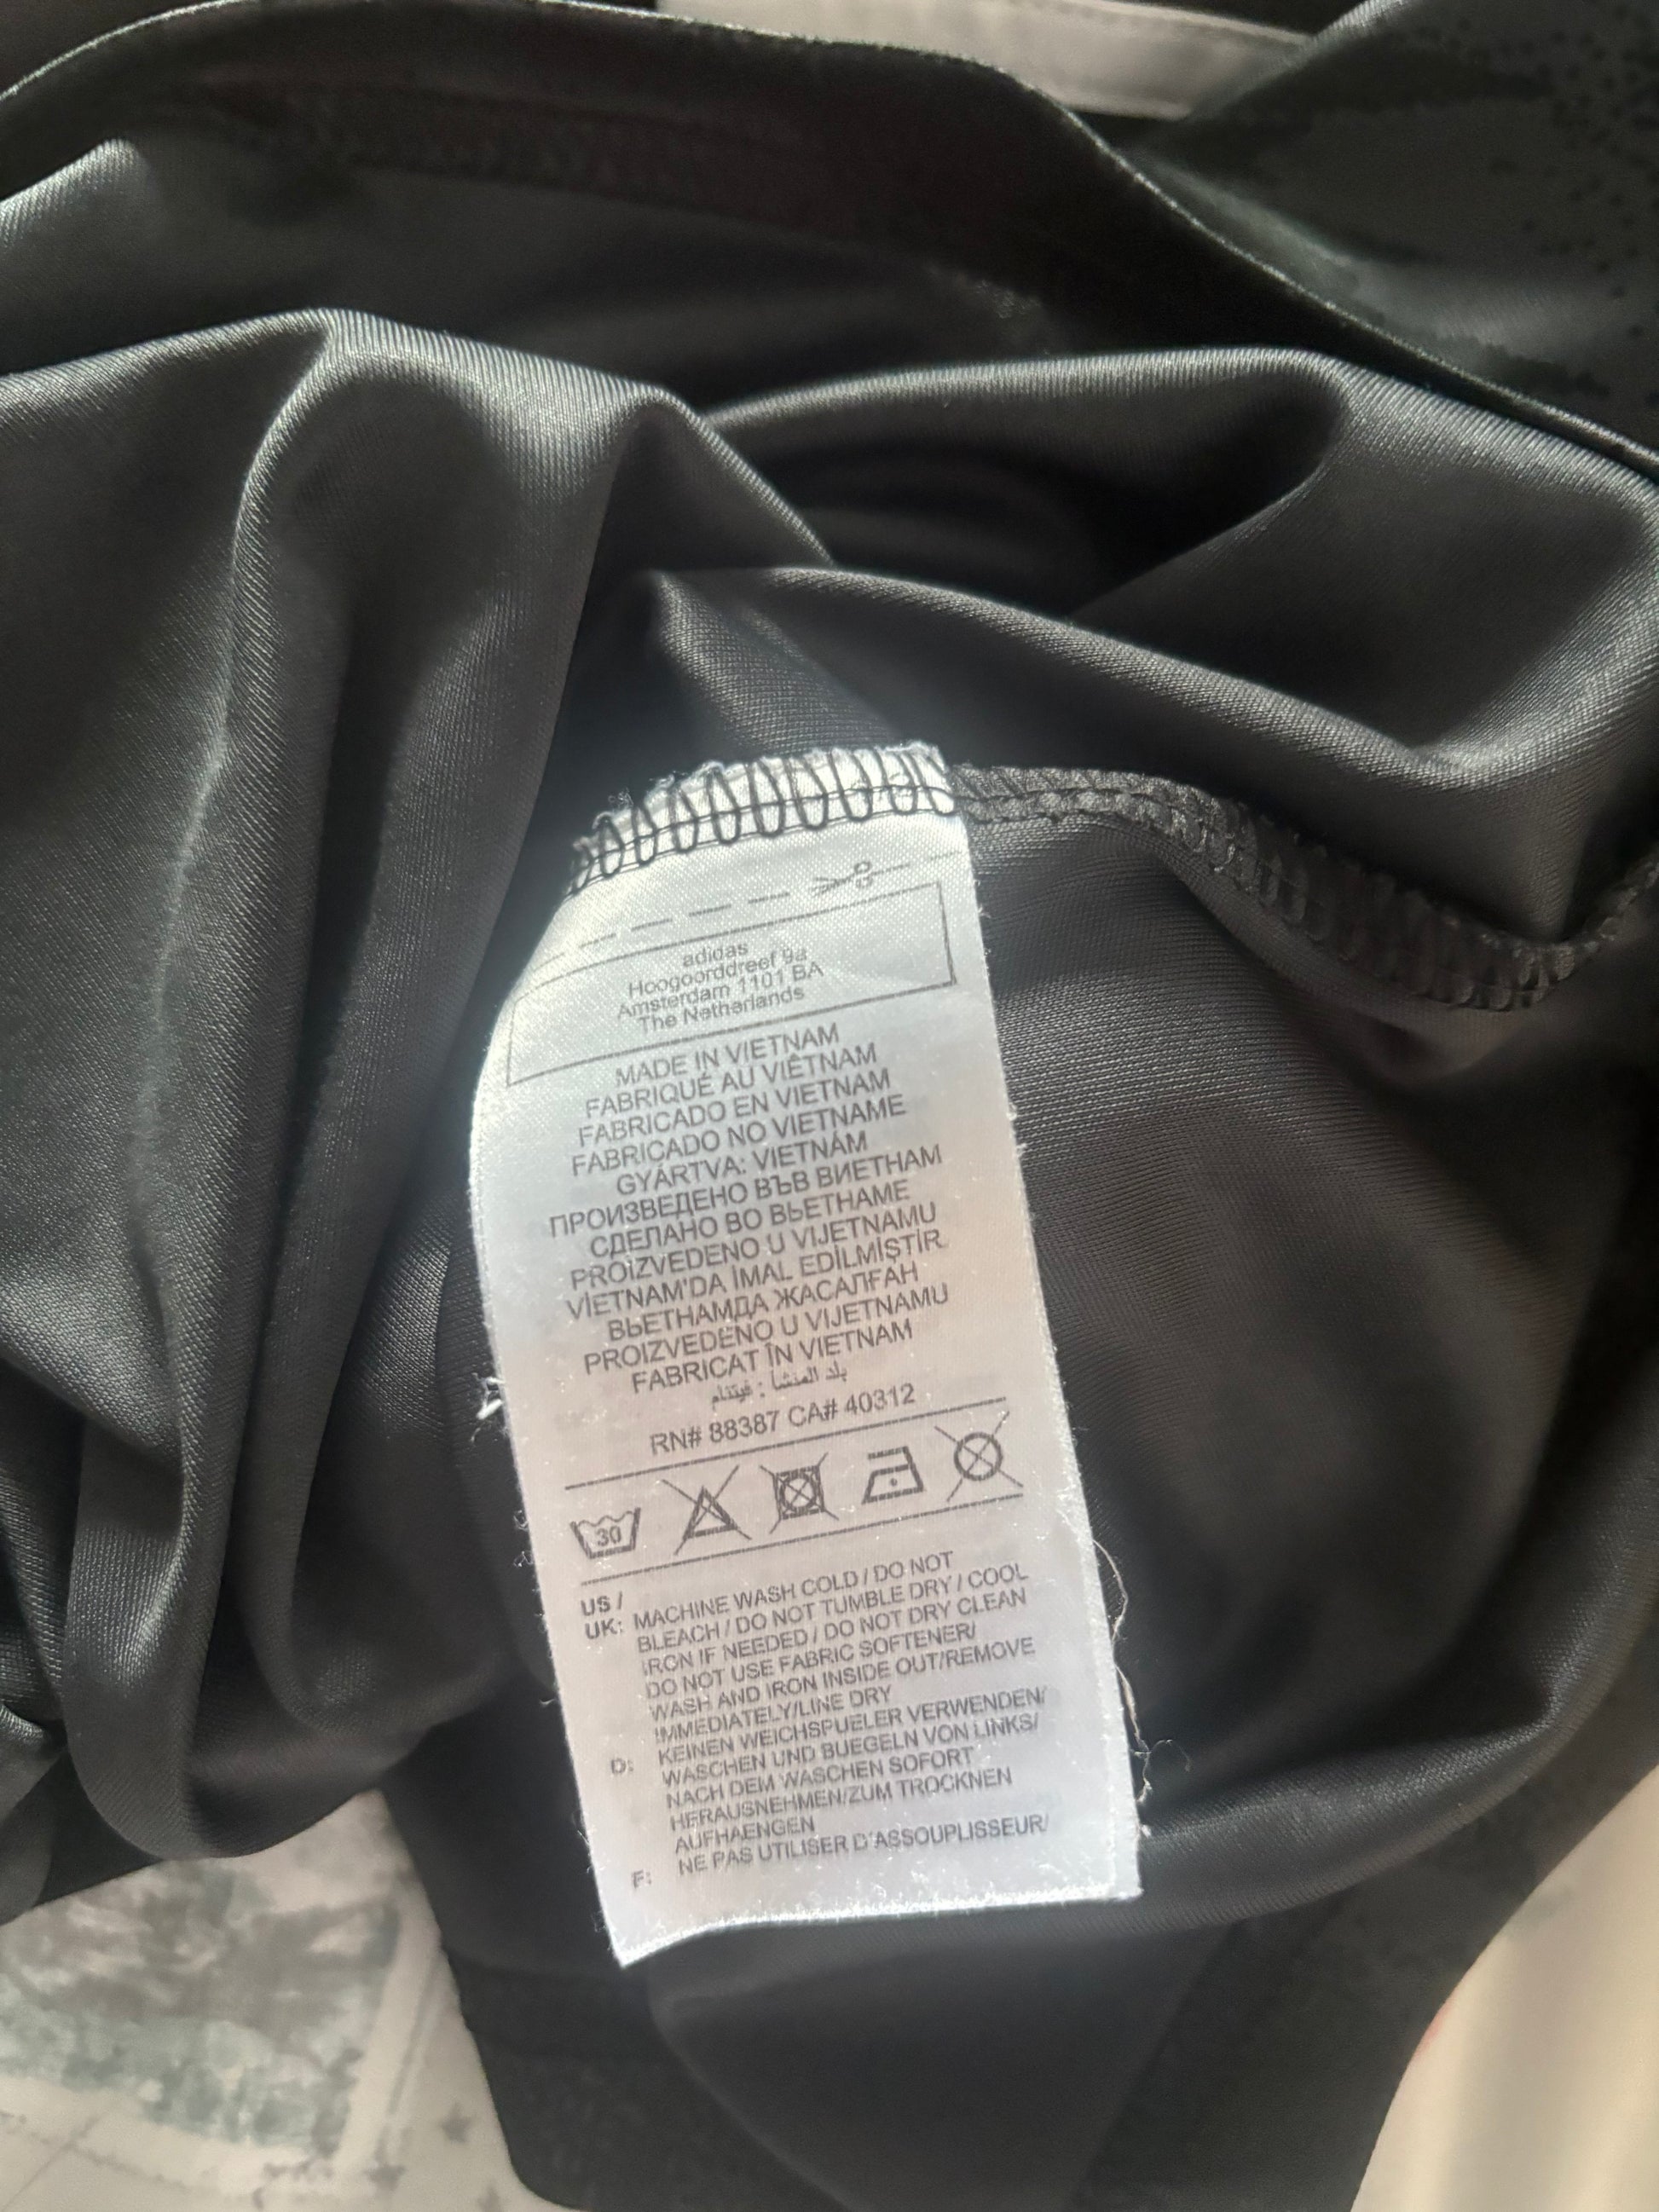 adidas
Hoogoorddreef 9a
Amsterdam 1101 BA
The Netherlands
MADE IN VIETNAM
FABRIQUÉ AU VIÊTNAM
FABRICADO EN VIETNAM
FABRICADO NO VIETNAME
GYÁRTVA: VIETNÁM
ПРОИЗВЕДЕНО ВЪВ ВИЕТНАМ
СДЕЛАНО ВО ВЬЕТНАМЕ
PROIZVEDENO U VIJETNAMU
VİETNAM'DA İMAL EDİLMİŞTİR.
ВЬЕТНАМДА ЖАСАЛҒАН
PROIZVEDENO U VIJETNAMU
FABRICAT ÎN VIETNAM
بلد المنشأ : فيتنام
RN# 88387 CA# 40312
30
US / UK: MACHINE WASH COLD / DO NOT
BLEACH / DO NOT TUMBLE DRY / COOL
IRON IF NEEDED / DO NOT DRY CLEAN
DO NOT USE FABRIC SOFTENER/
WASH AND IRON INSIDE OUT/REMOVE
IMMEDIATELY/LINE DRY
D: KEINEN WEICHSPUELER VERWENDEN/
WASCHEN UND BUEGELN VON LINKS/
NACH DEM WASCHEN SOFORT
HERAUSNEHMEN/ZUM TROCKNEN
AUFHAENGEN
F: NE PAS UTILISER D'ASSOUPLISSEUR/